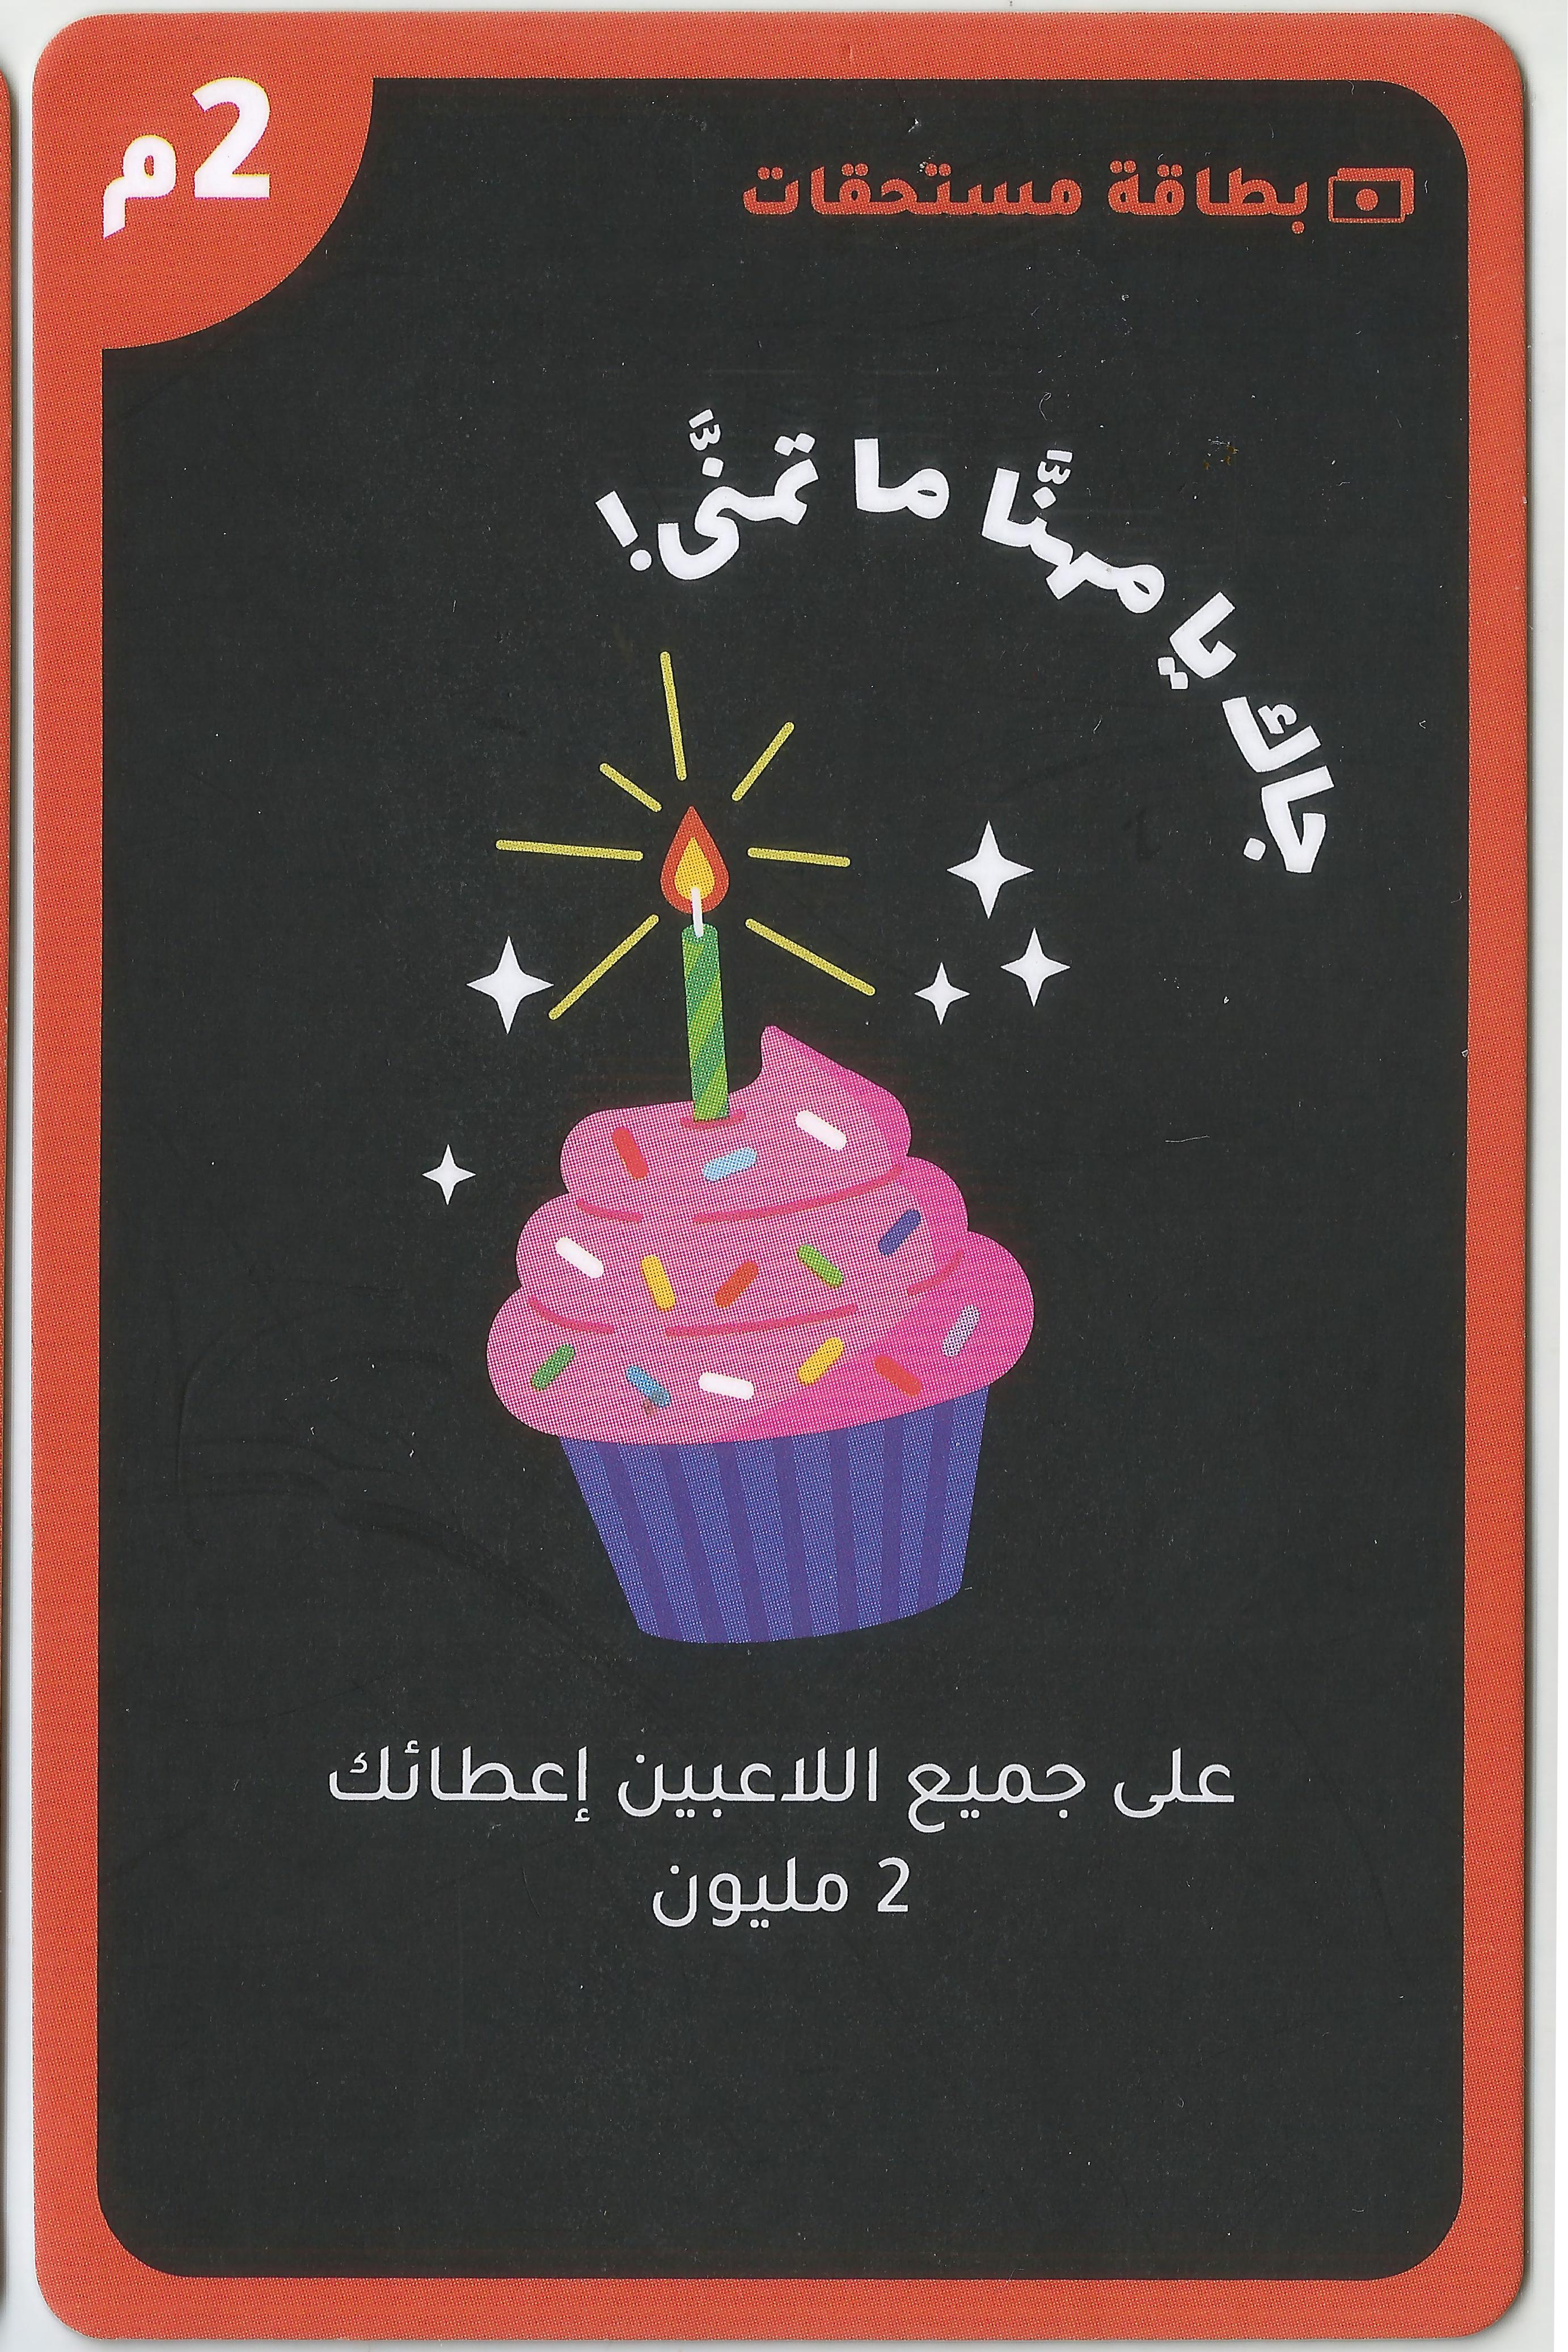 2م
بطاقة مستحقات
جاك يا مهنَّا ما تمنَّى!
على جميع اللاعبين إعطائك
2 مليون